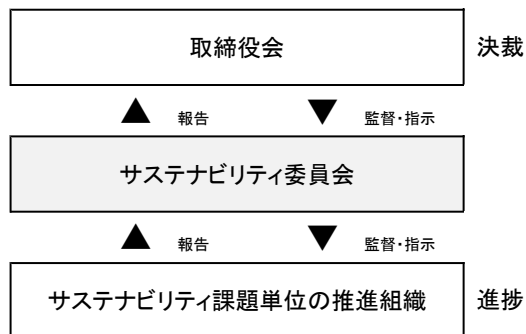 取締役会 決裁
▲ 報告 ▼ 監督・指示
サステナビリティ委員会
▲ 報告 ▼ 監督・指示
サステナビリティ課題単位の推進組織 進捗